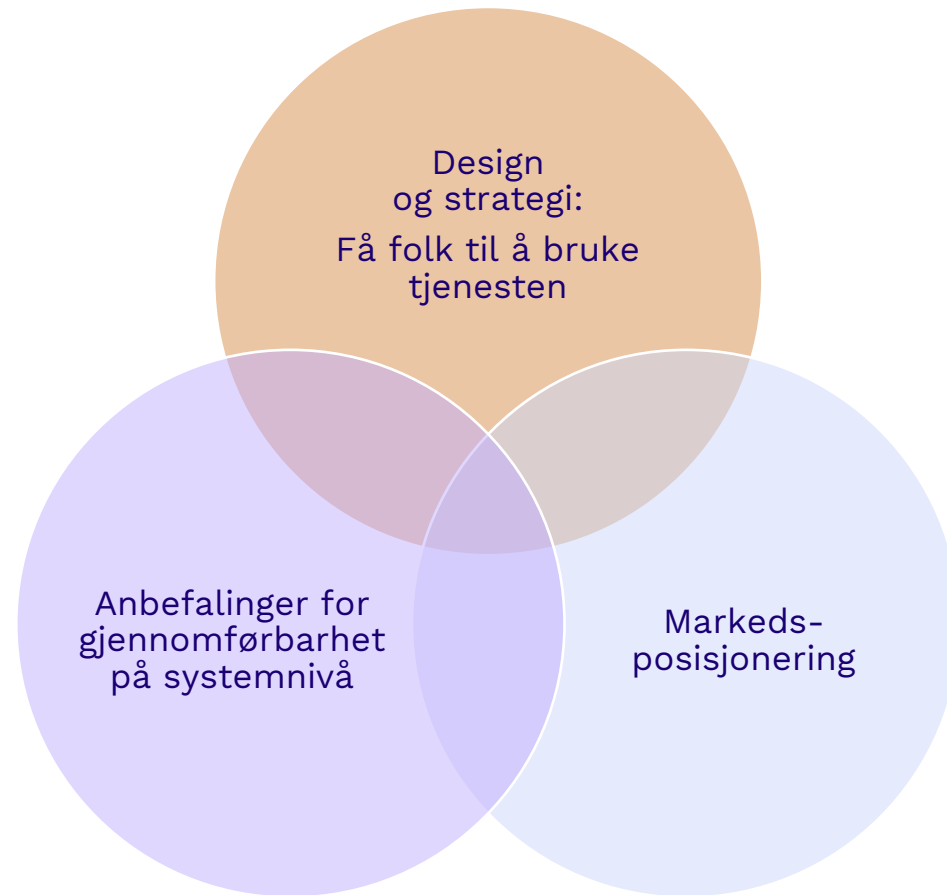 Design
og strategi:
Få folk til å bruke
tjenesten
Anbefalinger for
gjennomførbarhet
på systemnivå
Markeds-
posisjonering